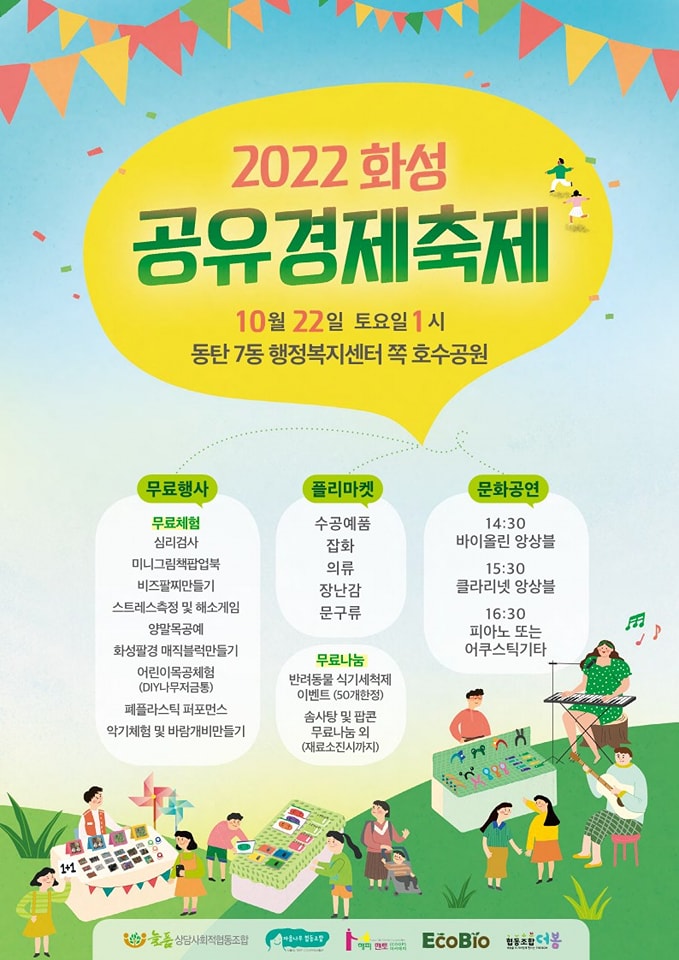 2022 화성
공유경제축제
10월 22일 토요일 1시
동탄 7동 행정복지센터 쪽 호수공원
무료행사
무료체험
심리검사
미니그림책팝업북
비즈팔찌만들기
스트레스측정 및 해소게임
양말목공예
화성팔경 매직블럭만들기
어린이목공체험
(DIY나무저금통)
폐플라스틱 퍼포먼스
악기체험 및 바람개비만들기
플리마켓
수공예품
잡화
의류
장난감
문구류
무료나눔
반려동물 식기세척제
이벤트 (50개한정)
솜사탕 및 팝콘
무료나눔 외
(재료소진시까지)
문화공연
14:30
바이올린 앙상블
15:30
클라리넷 앙상블
16:30
피아노 또는
어쿠스틱기타
1+1
늘품 상담사회적협동조합
해피멘토
EcoBio
협동조합 더봄